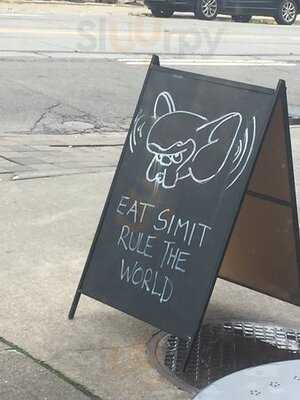 EAT SIMIT
RULE THE
WORLD